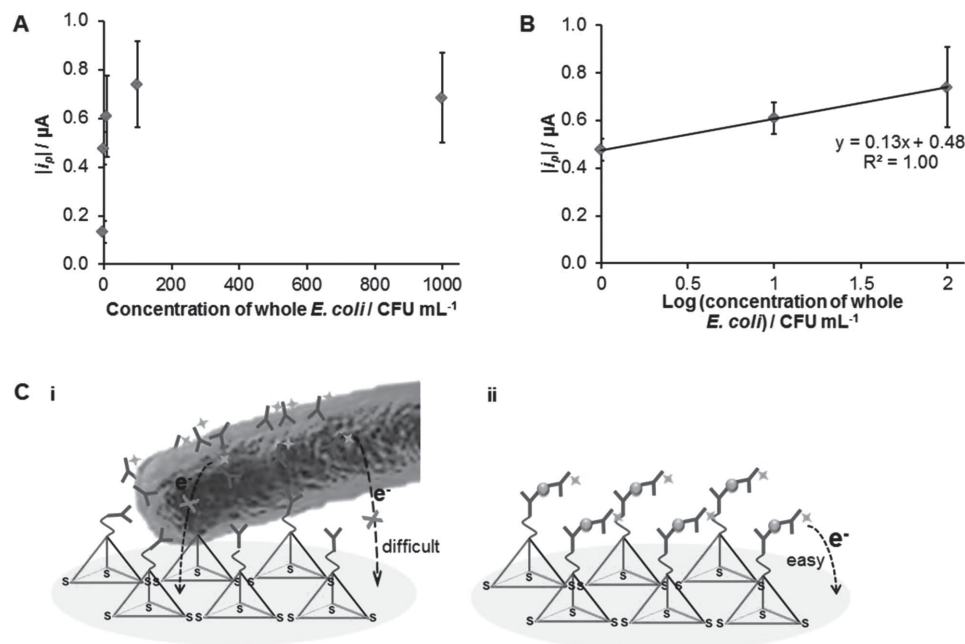 A
1.0
0.8
0.6
0.4
0.2
0.0
|ip| / µA
0 200 400 600 800 1000
Concentration of whole E. coli / CFU mL-1
B
1.0
0.8
0.6
0.4
0.2
0.0
|ip| / µA
y = 0.13x + 0.48
R² = 1.00
0 0.5 1 1.5 2
Log (concentration of whole
E. coli) / CFU mL-1
C i
e-
e-
difficult
S S S S S S
S S S S S S S
ii
e-
easy
S S S S S S
S S S S S S S